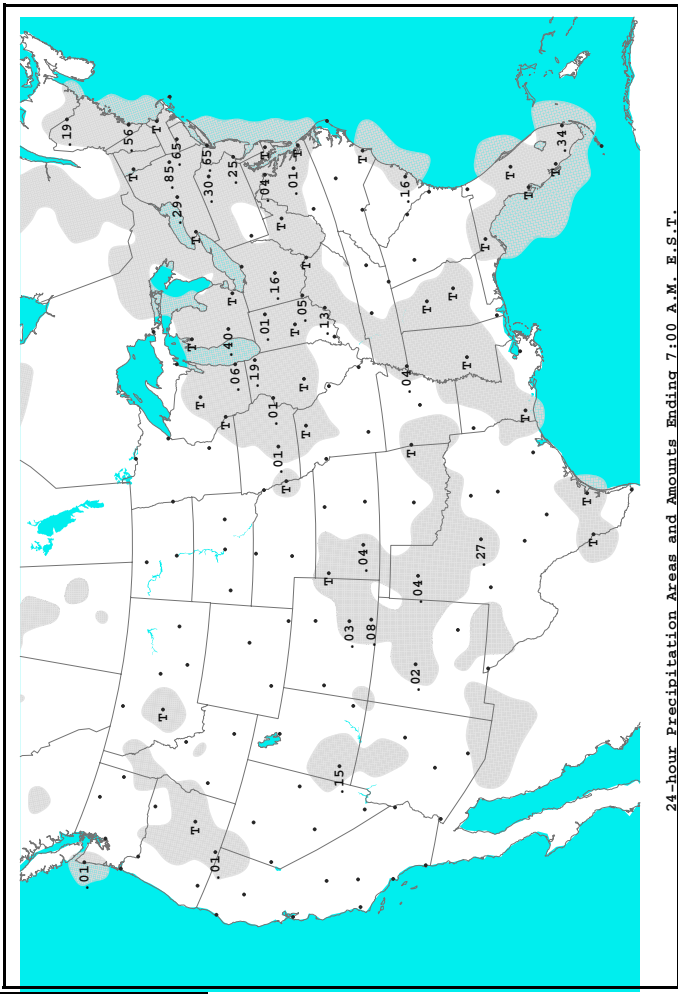 .19
.01
.56
T
T
T
.65
.85
.29
T
T
T
T
.65
.30
.01
T
.40
.25
T
.06
.19
T
.04
.01
.01
.16
.01
T
T
.01
T
T
.05
T
T
T
.13
T
.15
.03
T
.04
.08
.16
.04
T
.02
.04
T
T
T
.27
T
T
T
T
T
.34
T
T
24-hour Precipitation Areas and Amounts Ending 7:00 A.M. E.S.T.